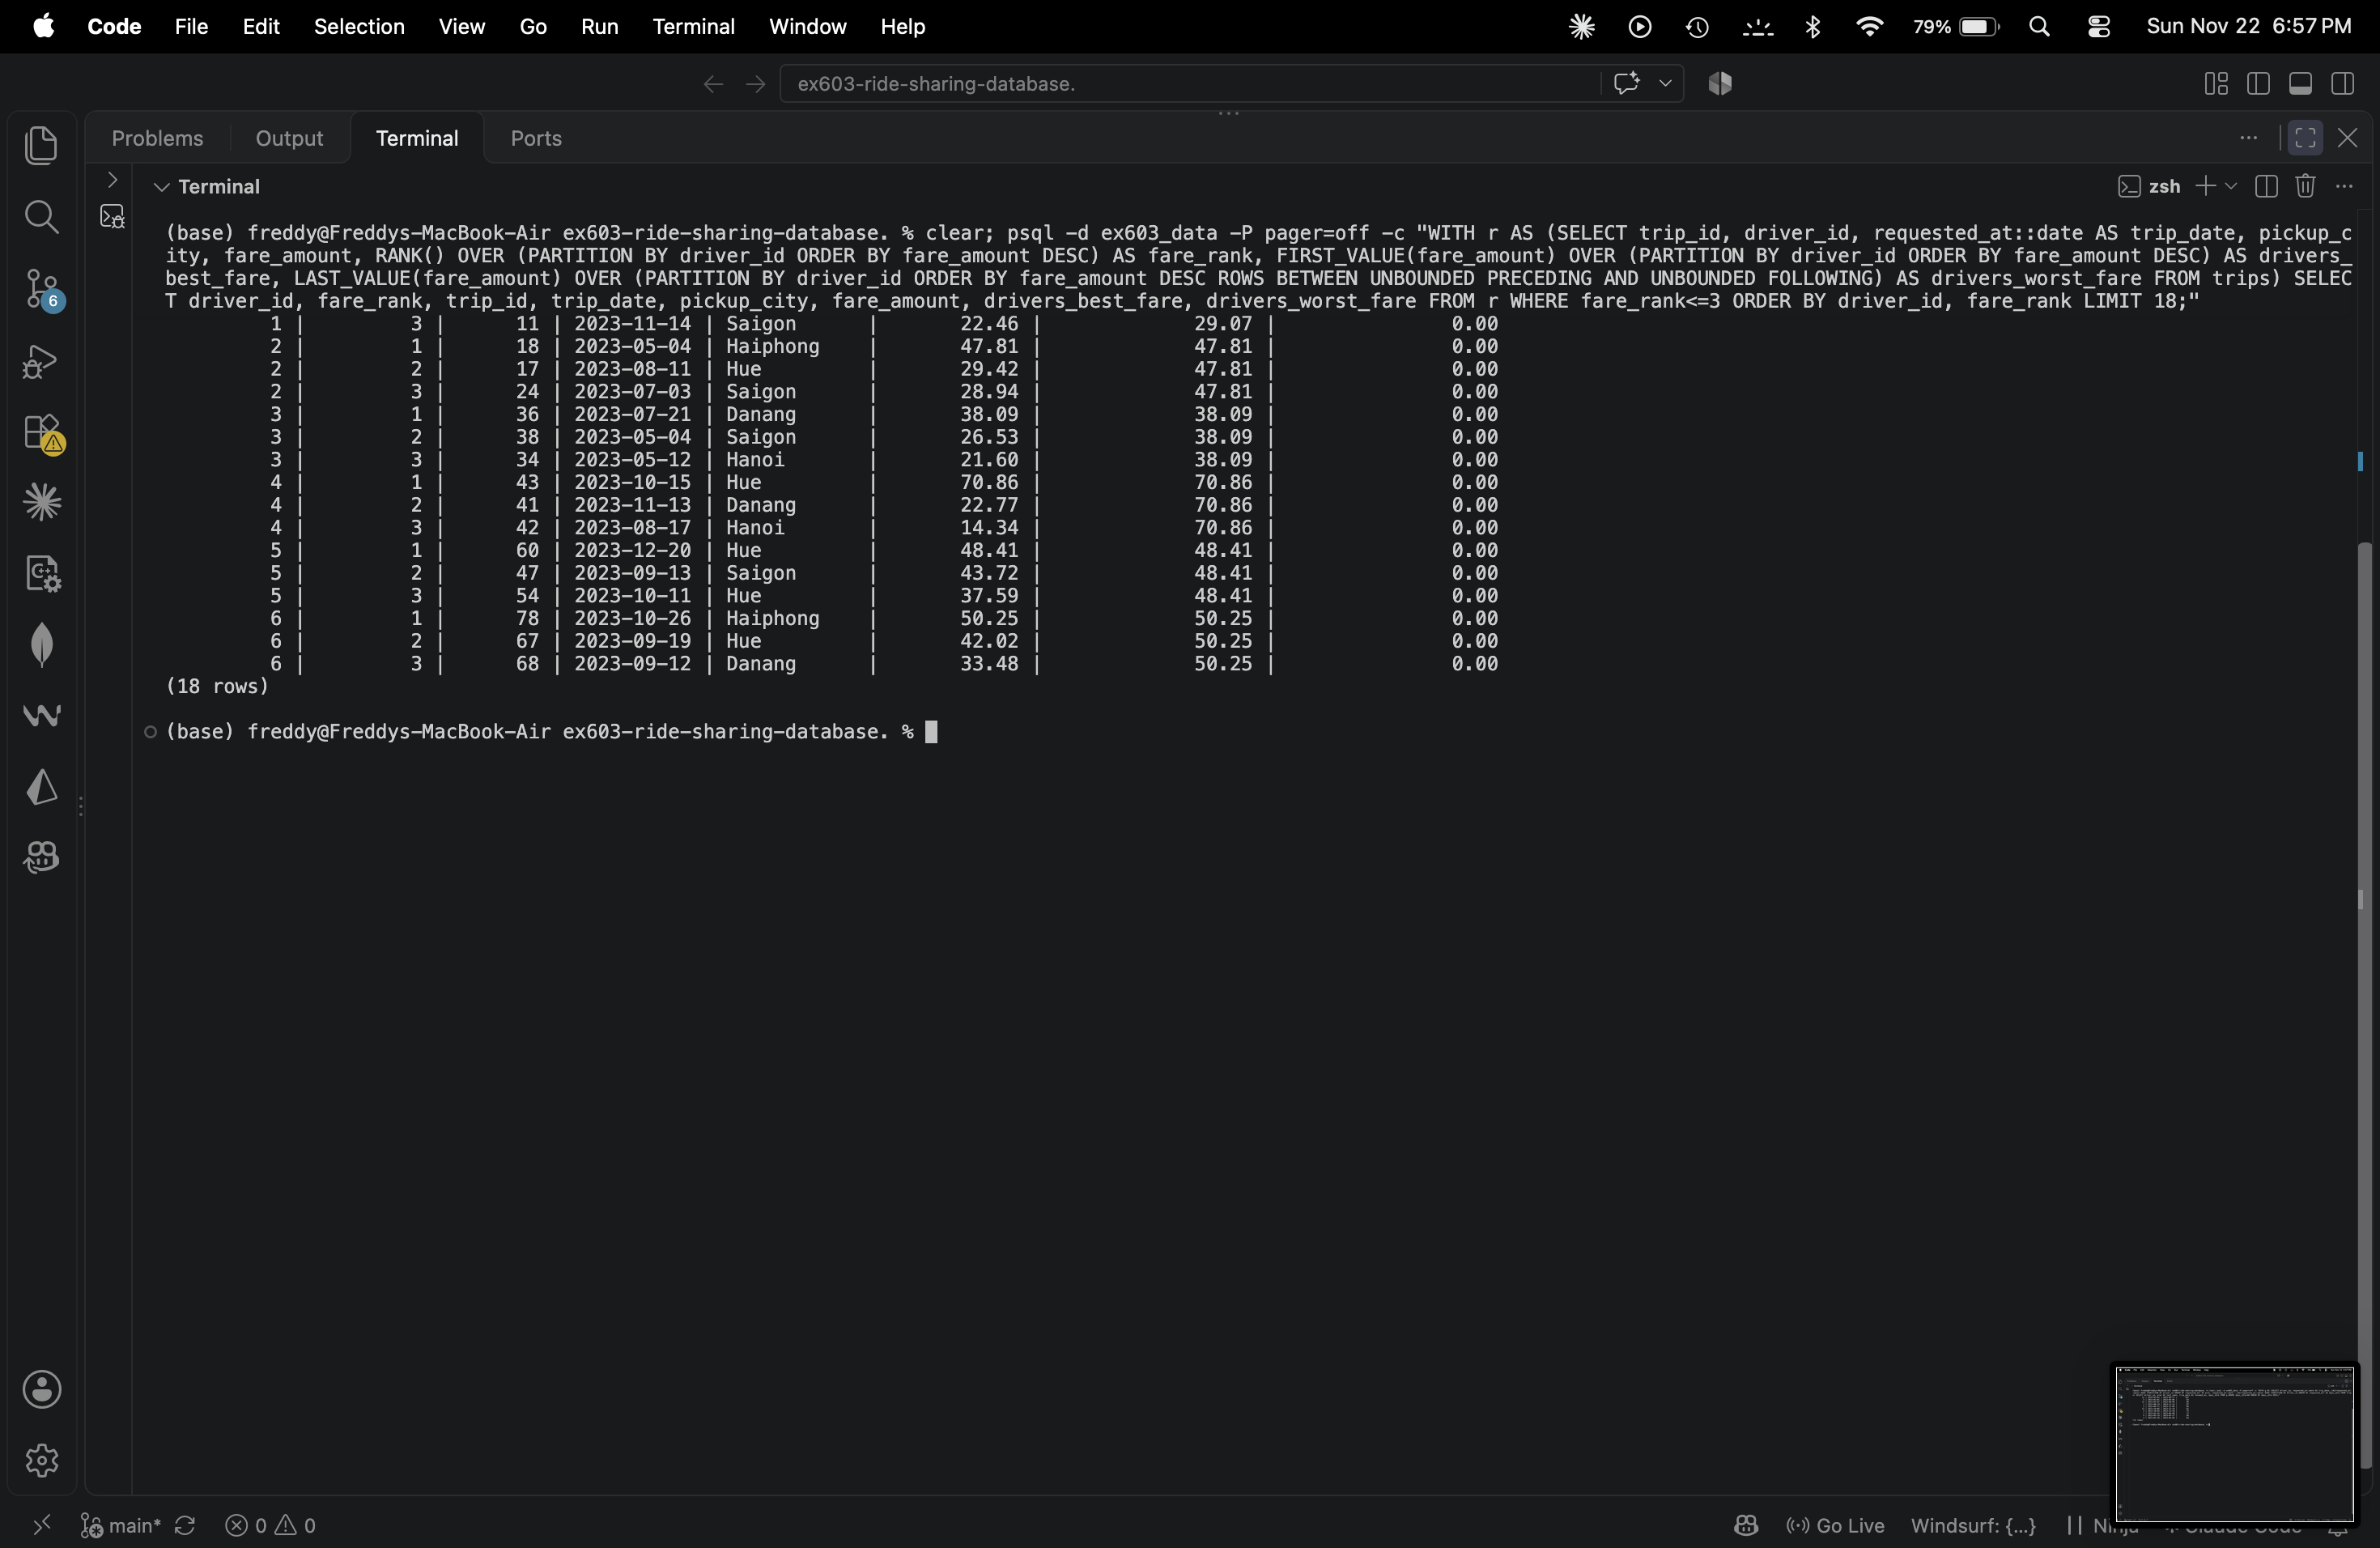 Code File Edit Selection View Go Run Terminal Window Help 79% Sun Nov 22 6:57 PM
ex603-ride-sharing-database.
Problems Output Terminal Ports
Terminal zsh
(base) freddy@Freddys-MacBook-Air ex603-ride-sharing-database. % clear; psql -d ex603_data -P pager=off -c "WITH r AS (SELECT trip_id, driver_id, requested_at::date AS trip_date, pickup_c
ity, fare_amount, RANK() OVER (PARTITION BY driver_id ORDER BY fare_amount DESC) AS fare_rank, FIRST_VALUE(fare_amount) OVER (PARTITION BY driver_id ORDER BY fare_amount DESC) AS drivers_
best_fare, LAST_VALUE(fare_amount) OVER (PARTITION BY driver_id ORDER BY fare_amount DESC ROWS BETWEEN UNBOUNDED PRECEDING AND UNBOUNDED FOLLOWING) AS drivers_worst_fare FROM trips) SELEC
T driver_id, fare_rank, trip_id, trip_date, pickup_city, fare_amount, drivers_best_fare, drivers_worst_fare FROM r WHERE fare_rank<=3 ORDER BY driver_id, fare_rank LIMIT 18;"
1 | 3 | 11 | 2023-11-14 | Saigon | 22.46 | 29.07 | 0.00
2 | 1 | 18 | 2023-05-04 | Haiphong | 47.81 | 47.81 | 0.00
2 | 2 | 17 | 2023-08-11 | Hue | 29.42 | 47.81 | 0.00
2 | 3 | 24 | 2023-07-03 | Saigon | 28.94 | 47.81 | 0.00
3 | 1 | 36 | 2023-07-21 | Danang | 38.09 | 38.09 | 0.00
3 | 2 | 38 | 2023-05-04 | Saigon | 26.53 | 38.09 | 0.00
3 | 3 | 34 | 2023-05-12 | Hanoi | 21.60 | 38.09 | 0.00
4 | 1 | 43 | 2023-10-15 | Hue | 70.86 | 70.86 | 0.00
4 | 2 | 41 | 2023-11-13 | Danang | 22.77 | 70.86 | 0.00
4 | 3 | 42 | 2023-08-17 | Hanoi | 14.34 | 70.86 | 0.00
5 | 1 | 60 | 2023-12-20 | Hue | 48.41 | 48.41 | 0.00
5 | 2 | 47 | 2023-09-13 | Saigon | 43.72 | 48.41 | 0.00
5 | 3 | 54 | 2023-10-11 | Hue | 37.59 | 48.41 | 0.00
6 | 1 | 78 | 2023-10-26 | Haiphong | 50.25 | 50.25 | 0.00
6 | 2 | 67 | 2023-09-19 | Hue | 42.02 | 50.25 | 0.00
6 | 3 | 68 | 2023-09-12 | Danang | 33.48 | 50.25 | 0.00
(18 rows)
(base) freddy@Freddys-MacBook-Air ex603-ride-sharing-database. %
6
main* 0 0 Go Live Windsurf: {...} Ninja Claude Code